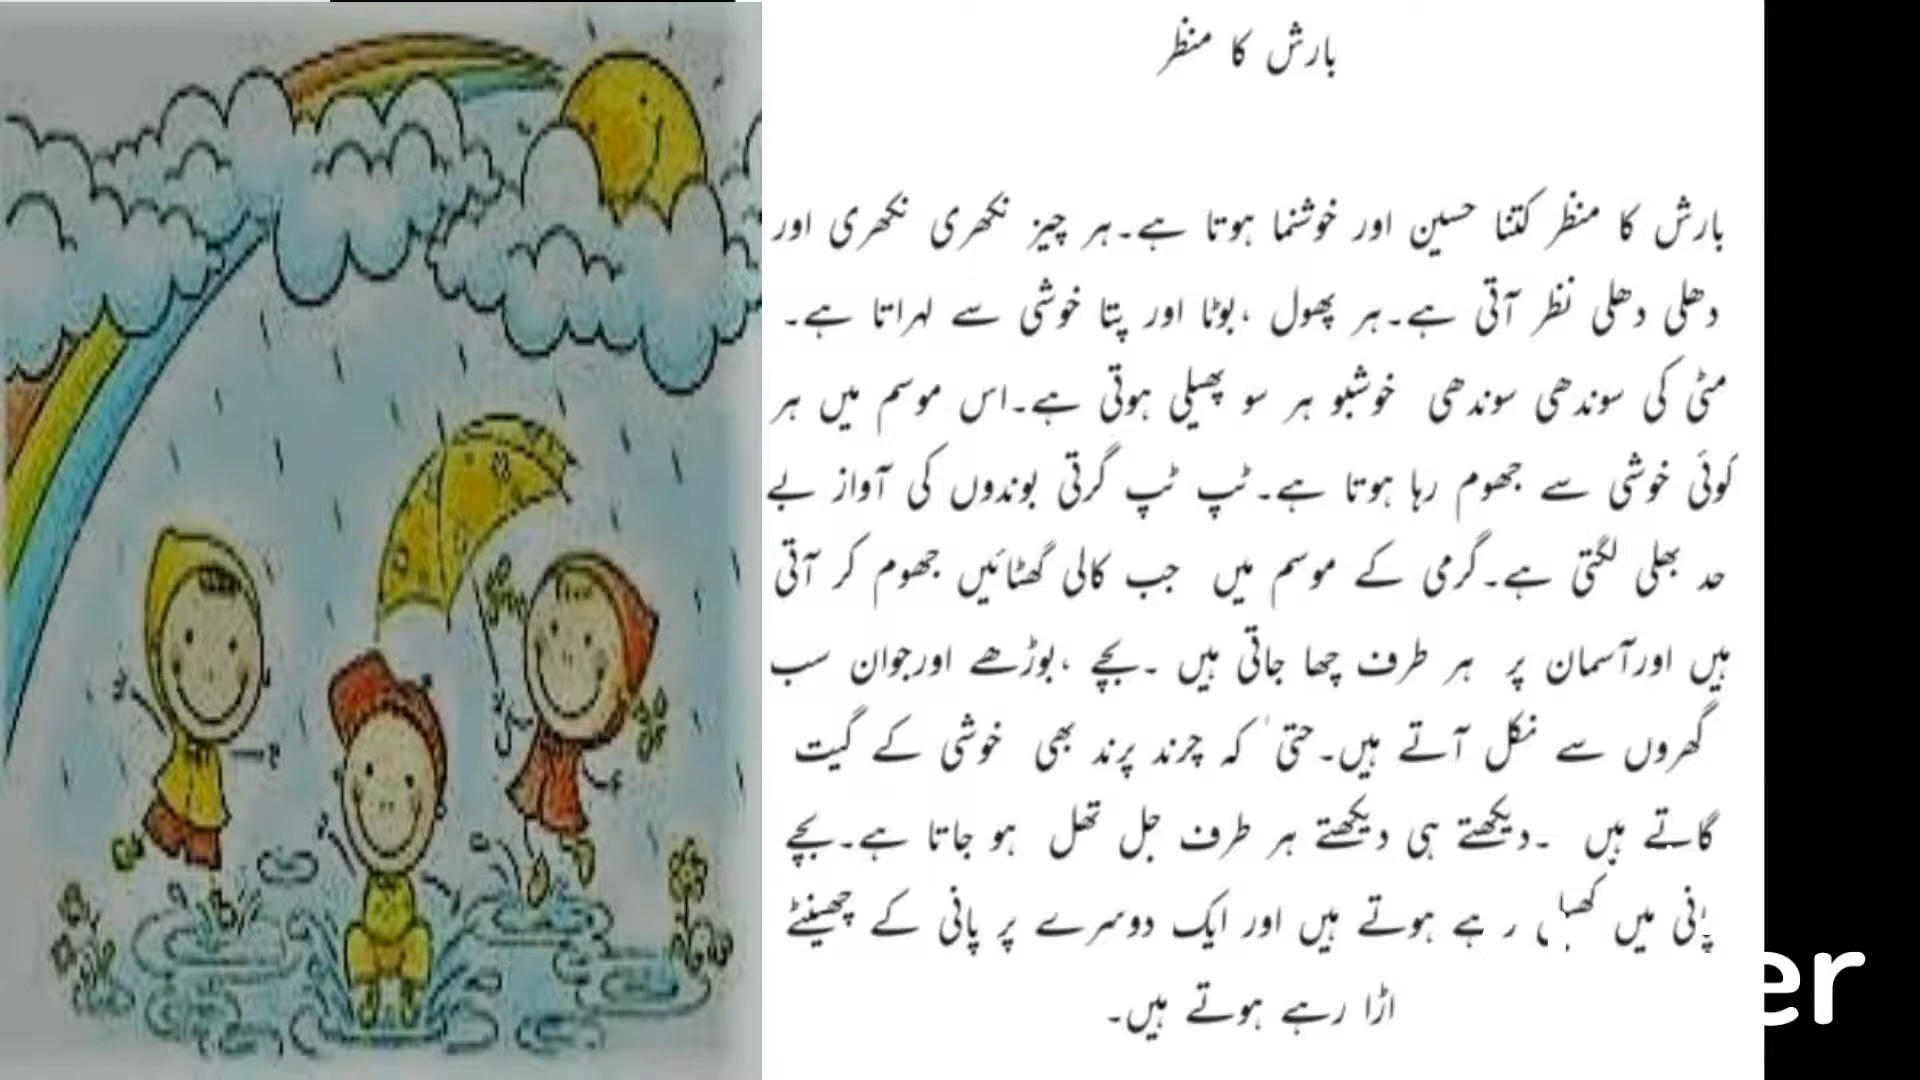 بارش کا منظر
بارش کا منظر کتنا حسین اور خوشنما ہوتا ہے۔ہر چیز نکھری نکھری اور
دھلی دھلی نظر آتی ہے۔ہر پھول ،بوٹا اور پتا خوشی سے لہراتا ہے۔
مٹی کی سوندھی سوندھی خوشبو ہر سو پھیلی ہوتی ہے۔اس موسم میں ہر
کوئی خوشی سے جھوم رہا ہوتا ہے۔ٹپ ٹپ گرتی بوندوں کی آواز بے
حد بھلی لگتی ہے۔گرمی کے موسم میں جب کالی گھٹائیں جھوم کر آتی
ہیں اورآسمان پر ہر طرف چھا جاتی ہیں ۔بچے ،بوڑھے اورجوان سب
گھروں سے نکل آتے ہیں۔حتیٰ کہ چرند پرند بھی خوشی کے گیت
گاتے ہیں ۔دیکھتے ہی دیکھتے ہر طرف جل تھل ہو جاتا ہے۔بچے
پانی میں کھیل رہے ہوتے ہیں اور ایک دوسرے پر پانی کے چھینٹے
اڑا رہے ہوتے ہیں۔
er